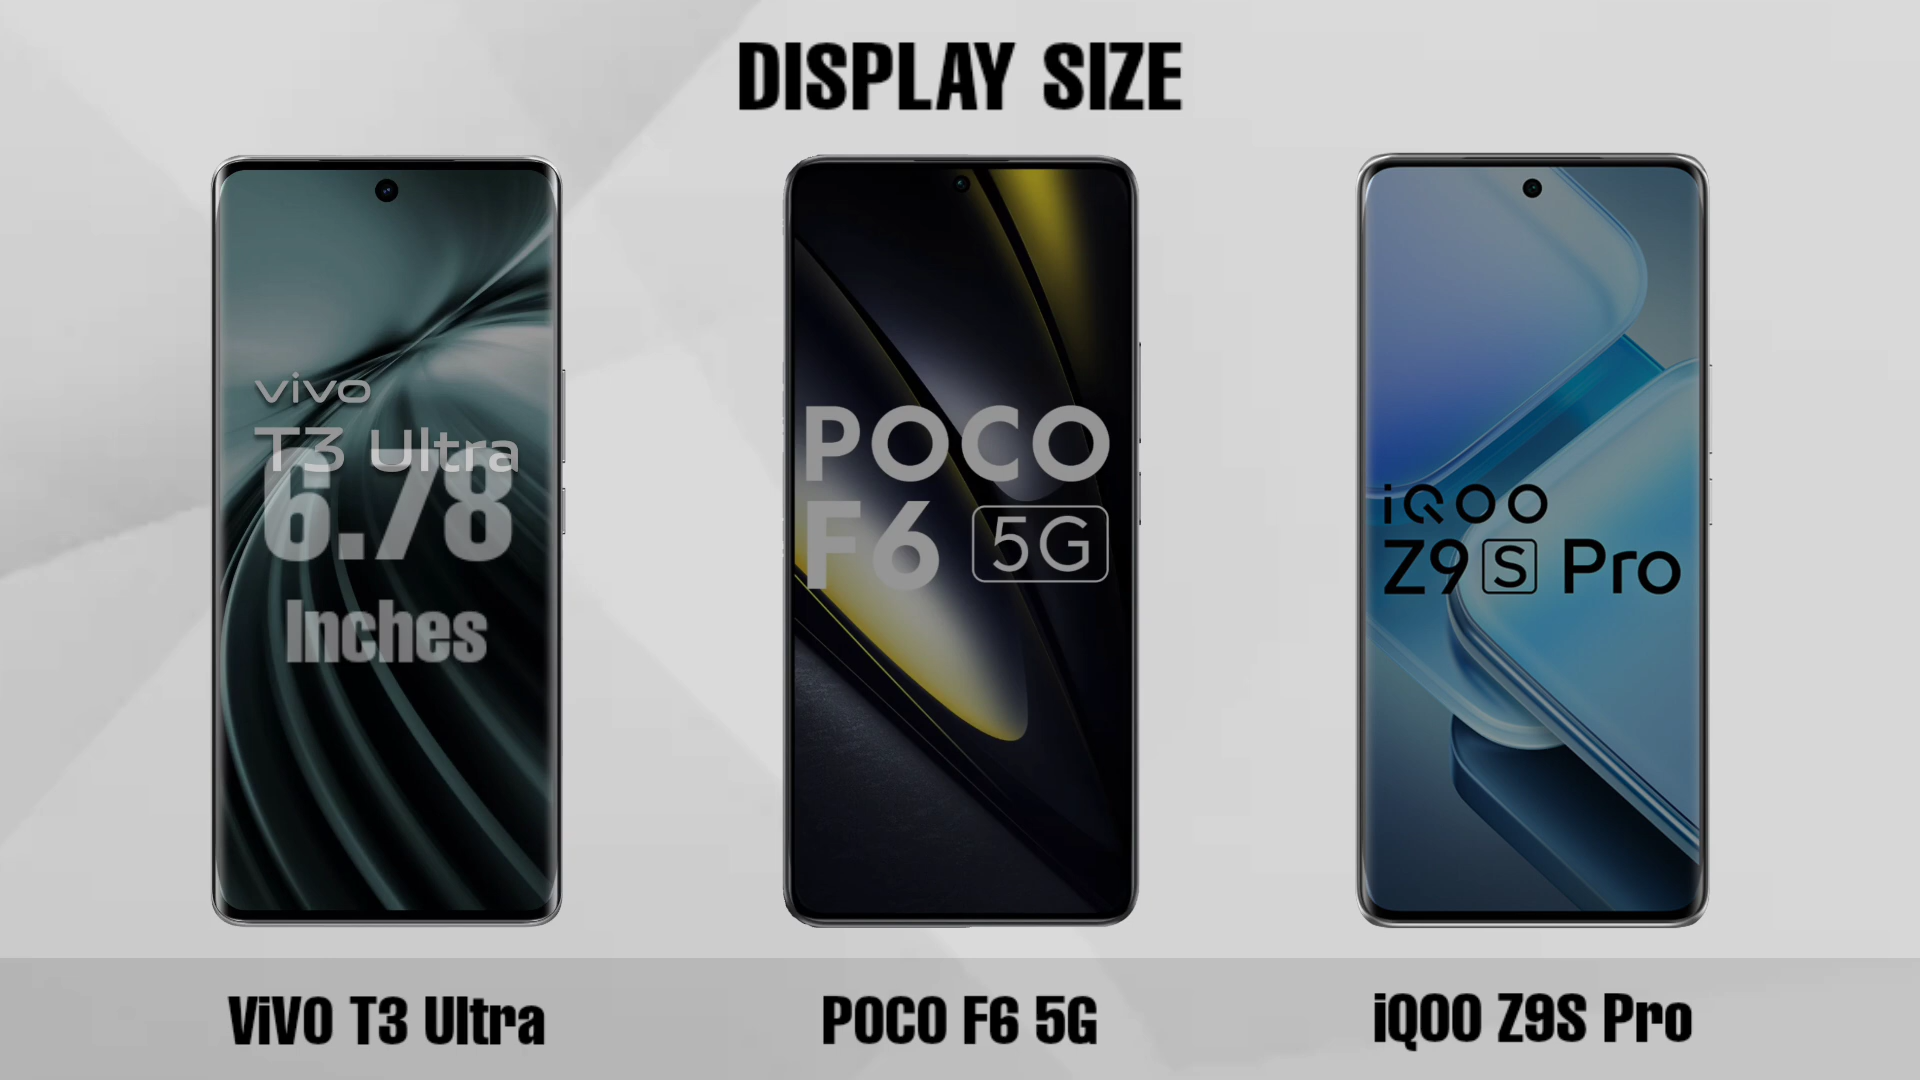 DISPLAY SIZE
vivo
T3 Ultra
6.78
Inches
POCO
F6 5G
iQOO
Z9S Pro
ViVO T3 Ultra
POCO F6 5G
iQOO Z9S Pro